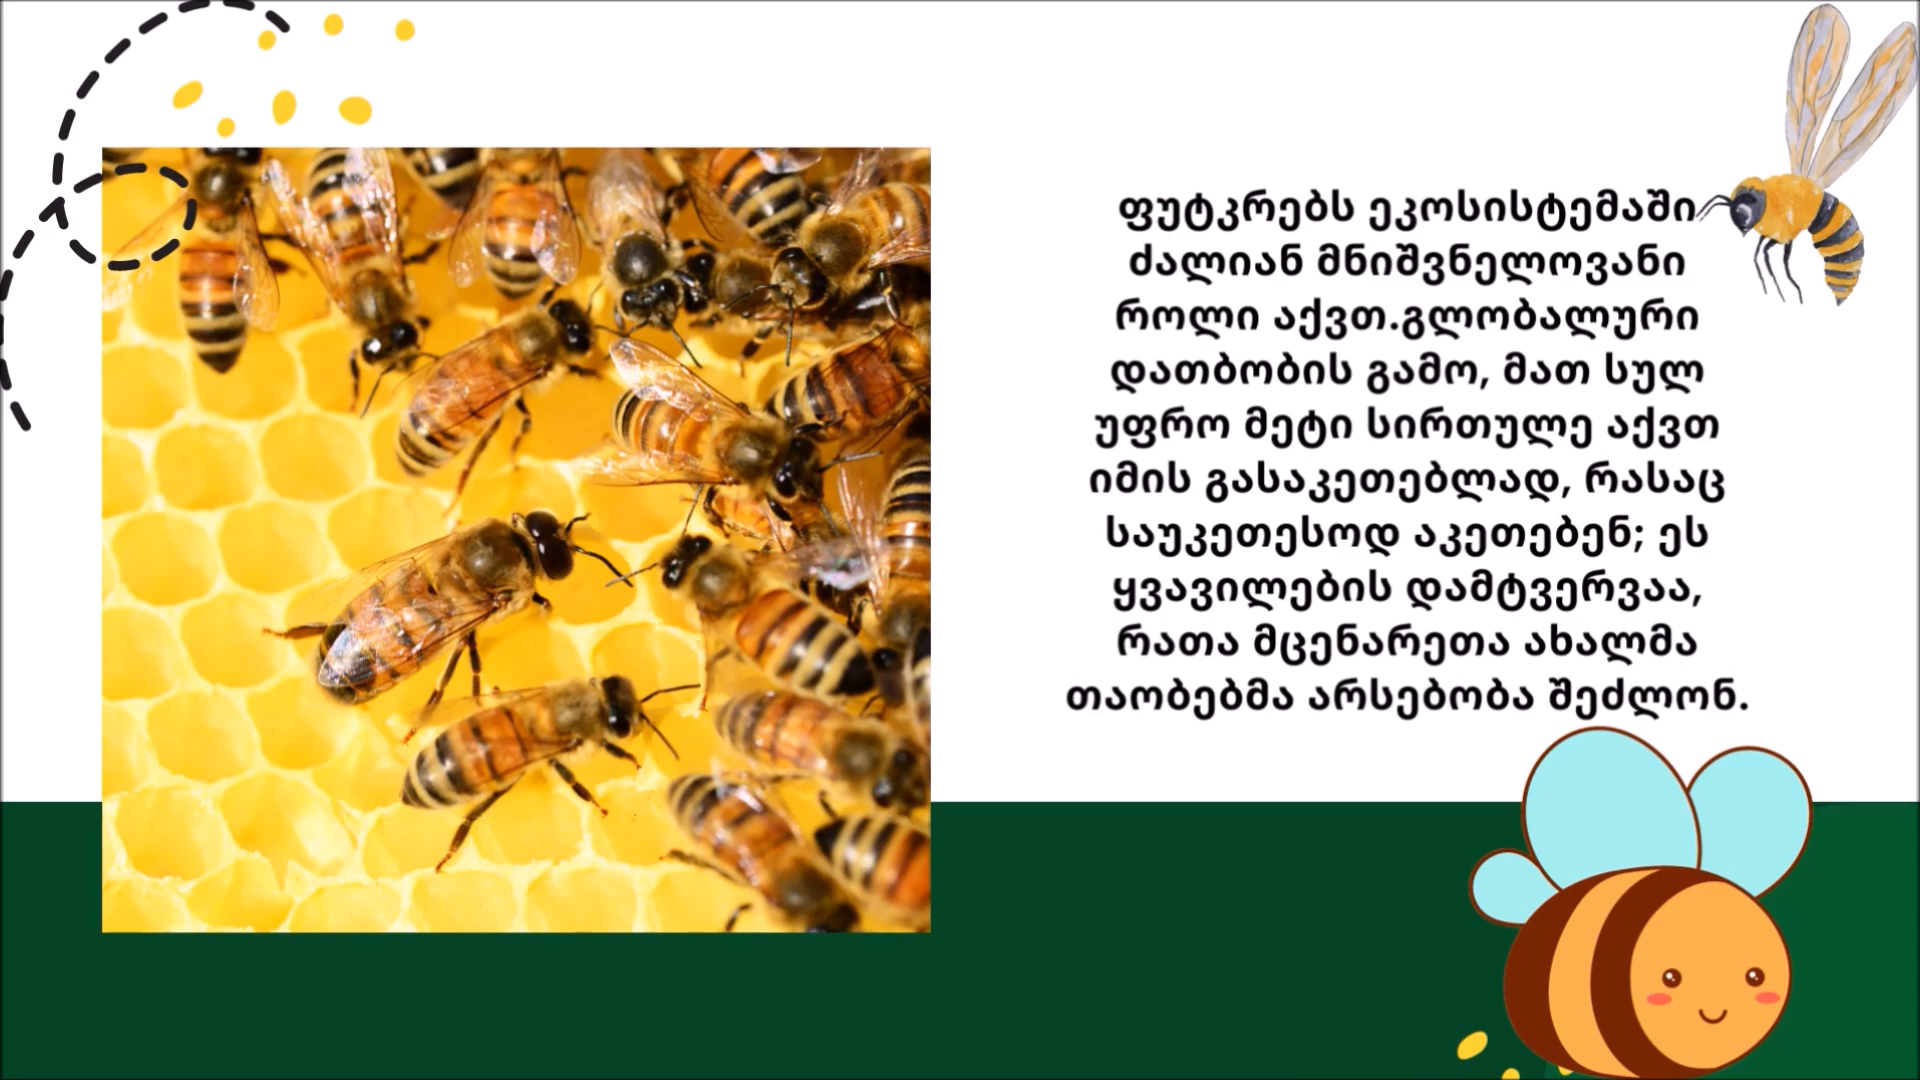 ფუტკრებს ეკოსისტემაში
ძალიან მნიშვნელოვანი
როლი აქვთ.გლობალური
დათბობის გამო, მათ სულ
უფრო მეტი სირთულე აქვთ
იმის გასაკეთებლად, რასაც
საუკეთესოდ აკეთებენ; ეს
ყვავილების დამტვერვაა,
რათა მცენარეთა ახალმა
თაობებმა არსებობა შეძლონ.